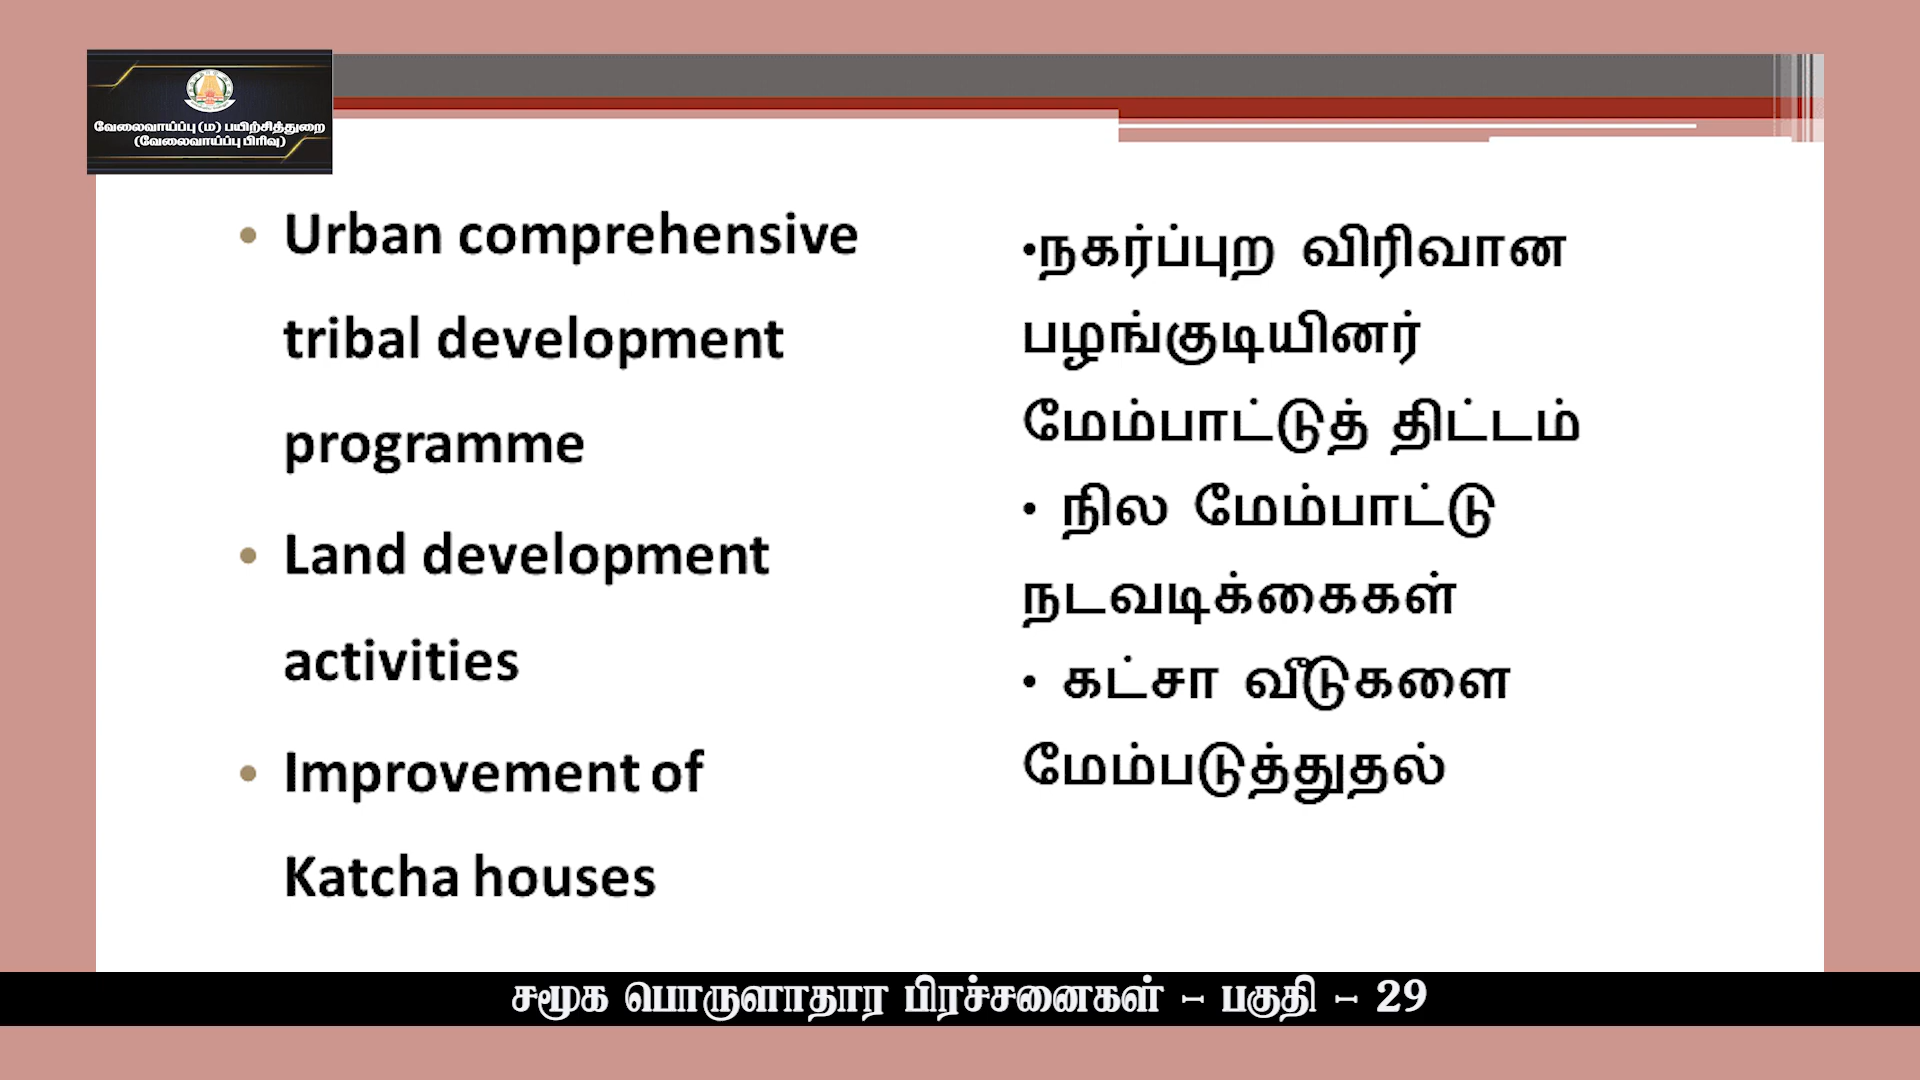 வேலைவாய்ப்பு (ம) பயிற்சித்துறை
(வேலைவாய்ப்பு பிரிவு)
• Urban comprehensive
tribal development
programme
• Land development
activities
• Improvement of
Katcha houses
•நகர்ப்புற விரிவான
பழங்குடியினர்
மேம்பாட்டுத் திட்டம்
• நில மேம்பாட்டு
நடவடிக்கைகள்
• கட்சா வீடுகளை
மேம்படுத்துதல்
சமூக பொருளாதார பிரச்சனைகள் – பகுதி – 29